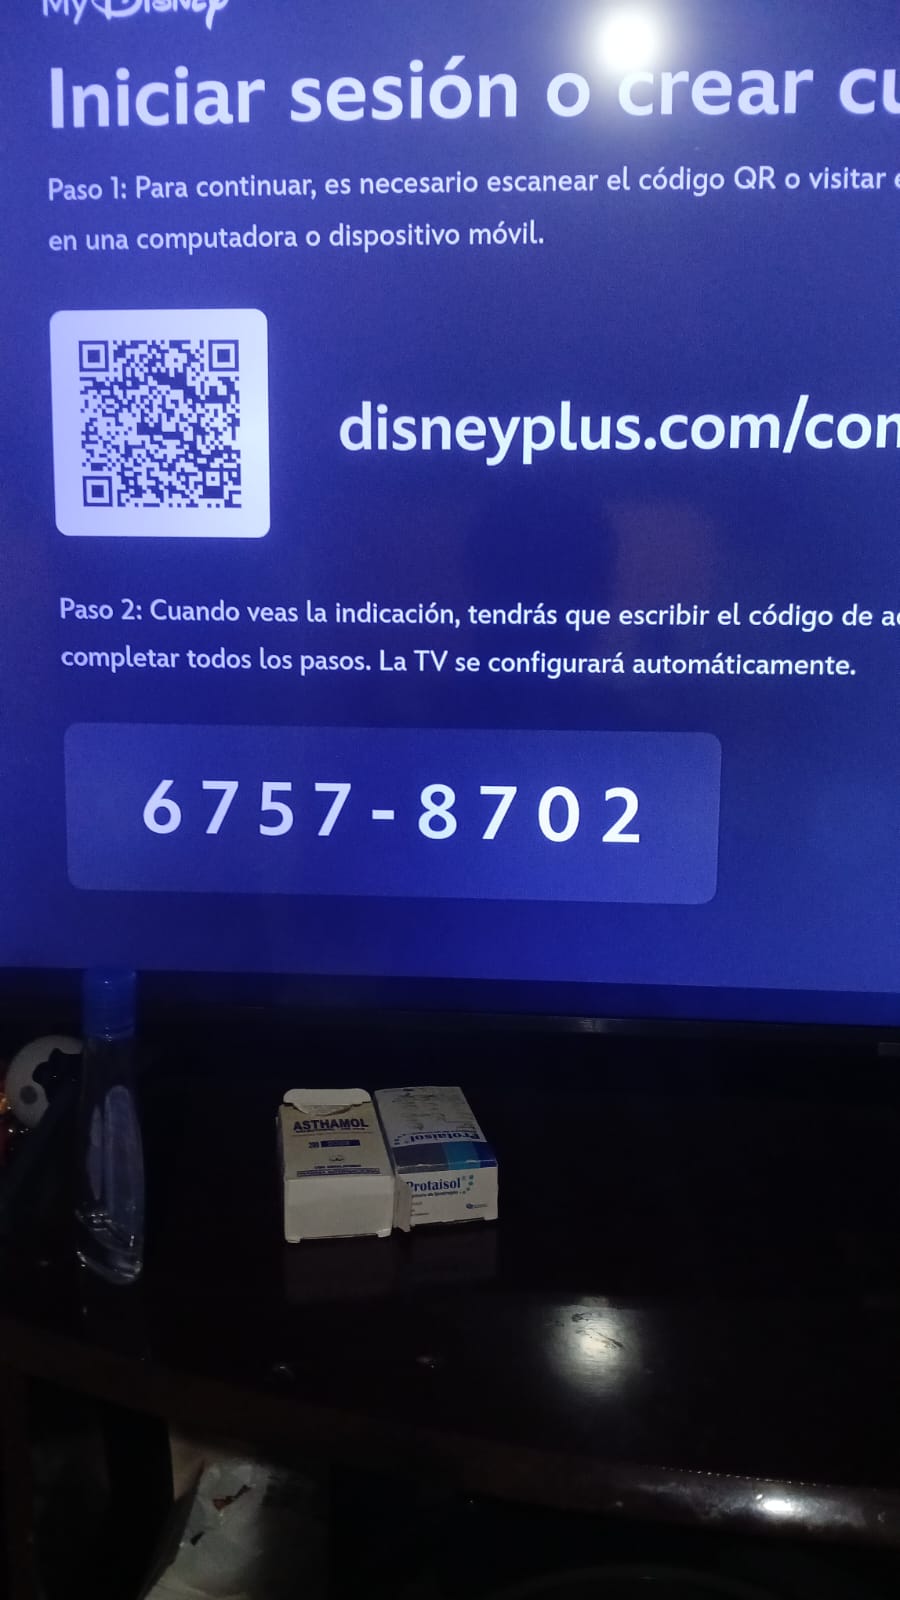 My Disney
Iniciar sesión o crear cu
Paso 1: Para continuar, es necesario escanear el código QR o visitar e
en una computadora o dispositivo móvil.
disneyplus.com/con
Paso 2: Cuando veas la indicación, tendrás que escribir el código de ac
completar todos los pasos. La TV se configurará automáticamente.
6757-8702
ASTHAMOL
200
Protaisol
Protaisol